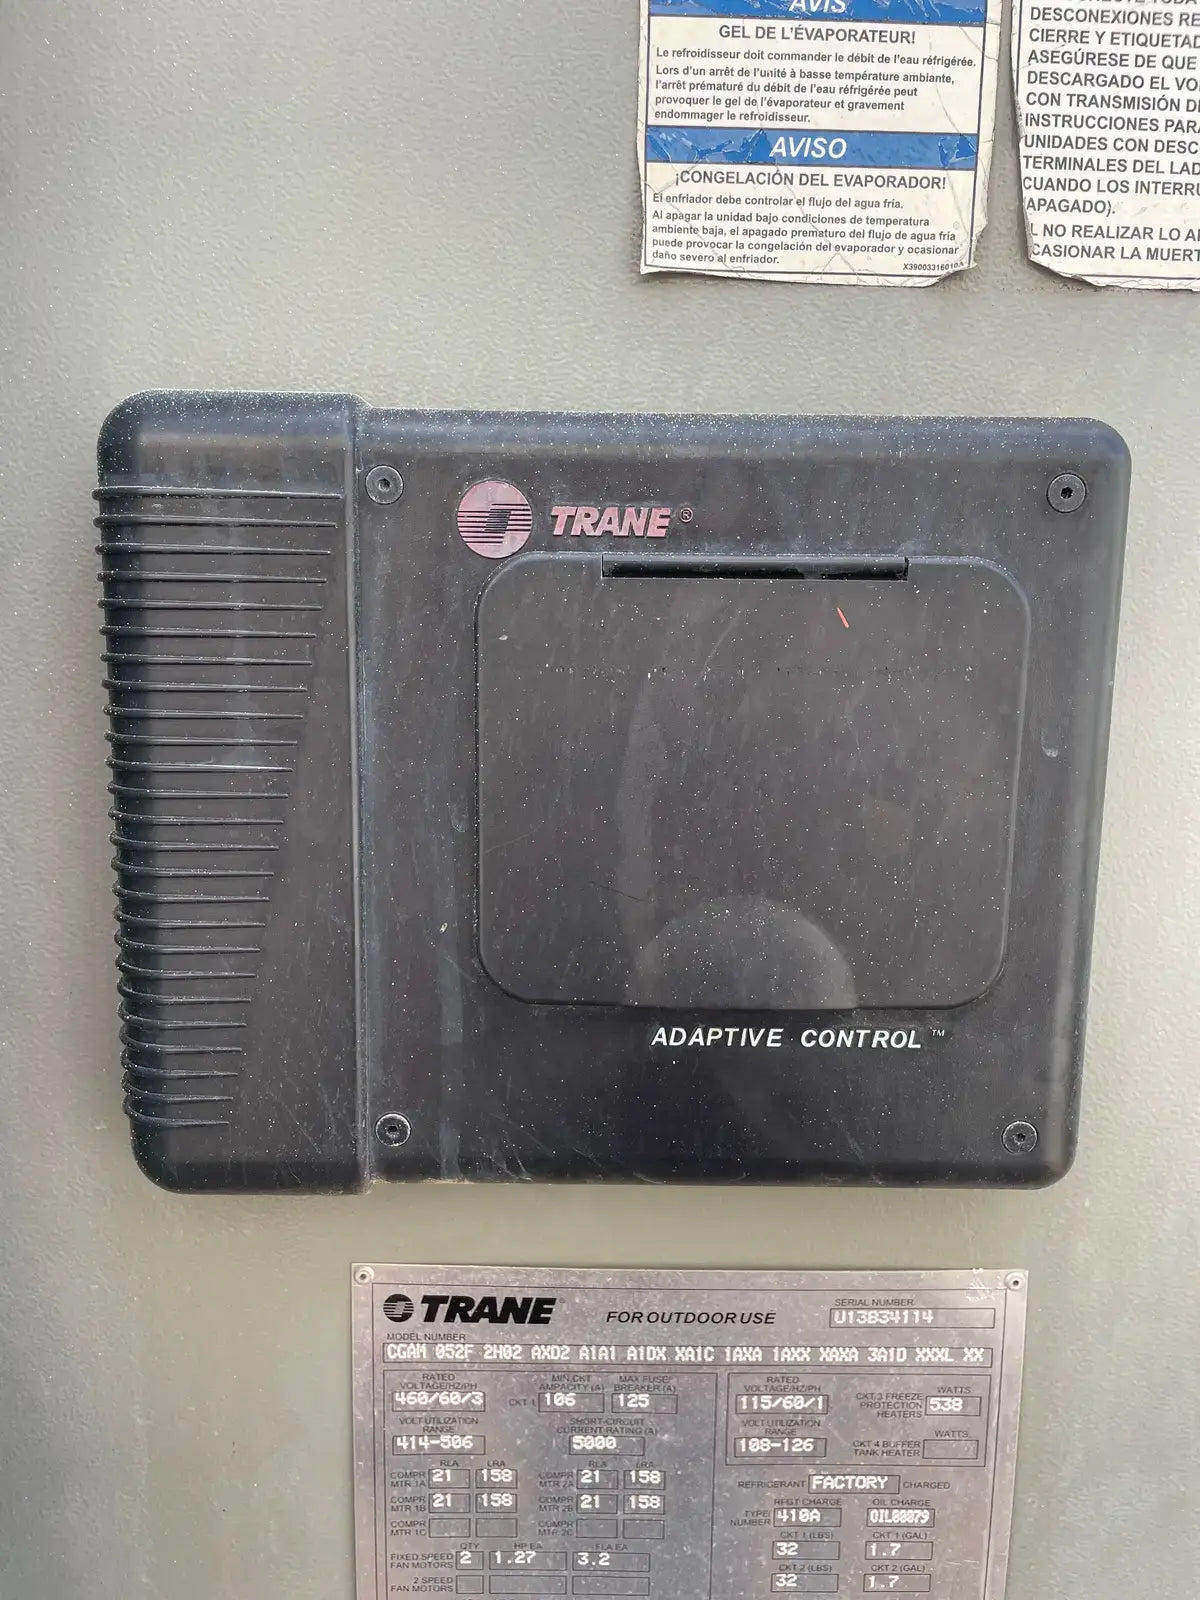 AVIS
GEL DE L'ÉVAPORATEUR!
Le refroidisseur doit commander le débit de l'eau réfrigérée.
Lors d'un arrêt de l'unité à basse température ambiante,
l'arrêt prématuré du débit de l'eau réfrigérée peut
provoquer le gel de l'évaporateur et gravement
endommager le refroidisseur.
AVISO
¡CONGELACIÓN DEL EVAPORADOR!
El enfriador debe controlar el flujo del agua fría.
Al apagar la unidad bajo condiciones de temperatura
ambiente baja, el apagado prematuro del flujo de agua fría
puede provocar la congelación del evaporador y ocasionar
daño severo al enfriador.
X39003316010A
DESCONEXIONES RE
CIERRE Y ETIQUETAD
ASEGÚRESE DE QUE
DESCARGADO EL VO
CON TRANSMISIÓN D
INSTRUCCIONES PARA
UNIDADES CON DESC
TERMINALES DEL LAD
CUANDO LOS INTERRU
APAGADO).
L NO REALIZAR LO A
CASIONAR LA MUERT
TRANE®
ADAPTIVE CONTROL™
TRANE
FOR OUTDOOR USE
SERIAL NUMBER
U13B34114
MODEL NUMBER
CGAM 052F 2H02 AXD2 A1A1 A1DX XA1C 1AXA 1AXX XAXA 3A1D XXXL XX
RATED VOLTAGE/HZ/PH 460/60/3
CKT 1 MIN.CKT AMPACITY (A) 106
MAX FUSE/ BREAKER (A) 125
VOLT UTILIZATION RANGE 414-506
SHORT-CIRCUIT CURRENT RATING (A) 5000
RLA LRA RLA LRA
COMPR MTR 1A 21 158 COMPR MTR 2A 21 158
COMPR MTR 1B 21 158 COMPR MTR 2B 21 158
COMPR MTR 1C COMPR MTR 2C
QTY HP EA FLA EA
FIXED SPEED FAN MOTORS 2 1.27 3.2
2 SPEED FAN MOTORS
RATED VOLTAGE/HZ/PH 115/60/1
CKT 3 FREEZE PROTECTION HEATERS WATTS 538
VOLT UTILIZATION RANGE 108-126
CKT 4 BUFFER TANK HEATER WATTS
REFRIGERANT FACTORY CHARGED
RFGT CHARGE OIL CHARGE
TYPE/ NUMBER 410A OIL00079
CKT 1 (LBS) CKT 1 (GAL)
32 1.7
CKT 2 (LBS) CKT 2 (GAL)
32 1.7